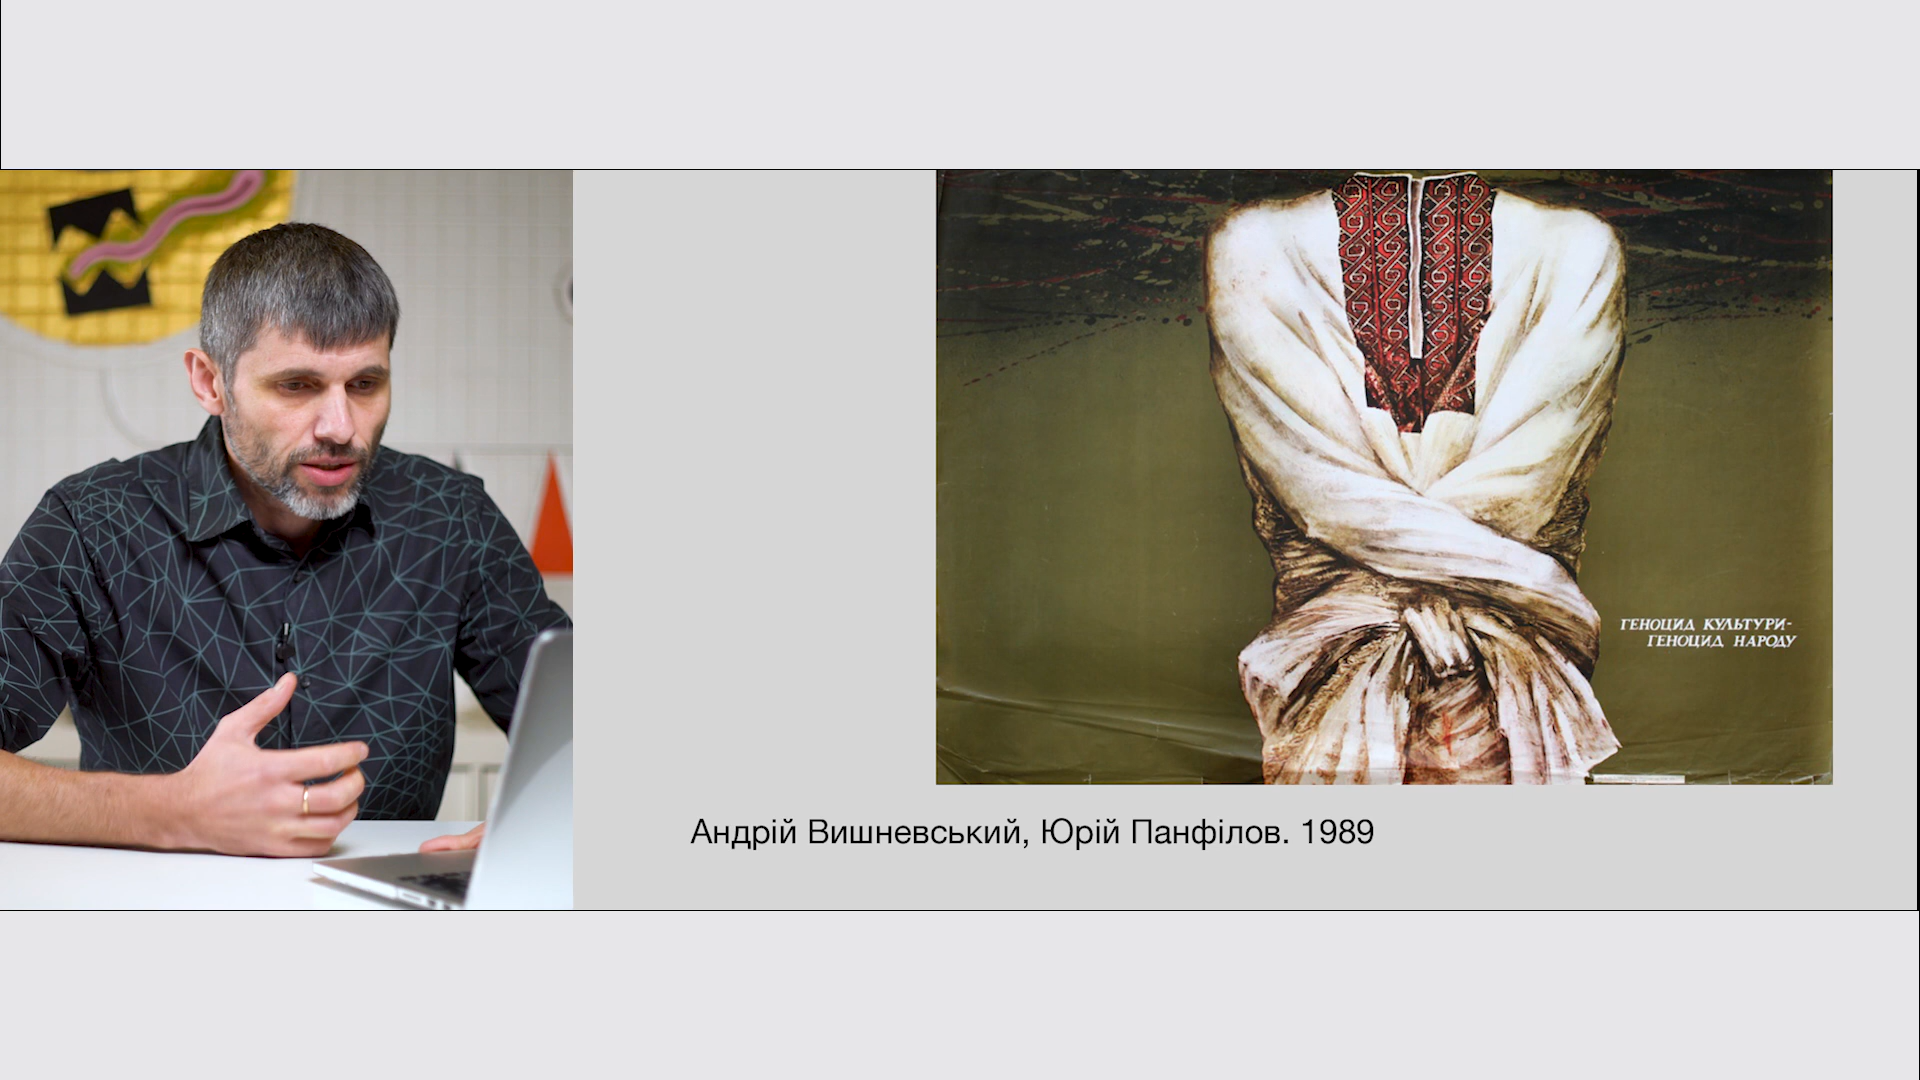 ГЕНОЦИД КУЛЬТУРИ-
ГЕНОЦИД НАРОДУ
Андрій Вишневський, Юрій Панфілов. 1989